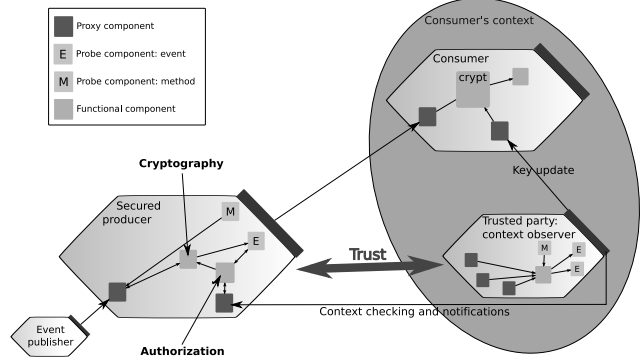 Proxy component
E Probe component: event
M Probe component: method
Functional component
Consumer's context
Consumer
crypt
Key update
Cryptography
Secured
producer
M
E
Trusted party:
context observer
M
E
E
Trust
Context checking and notifications
Event
publisher
Authorization